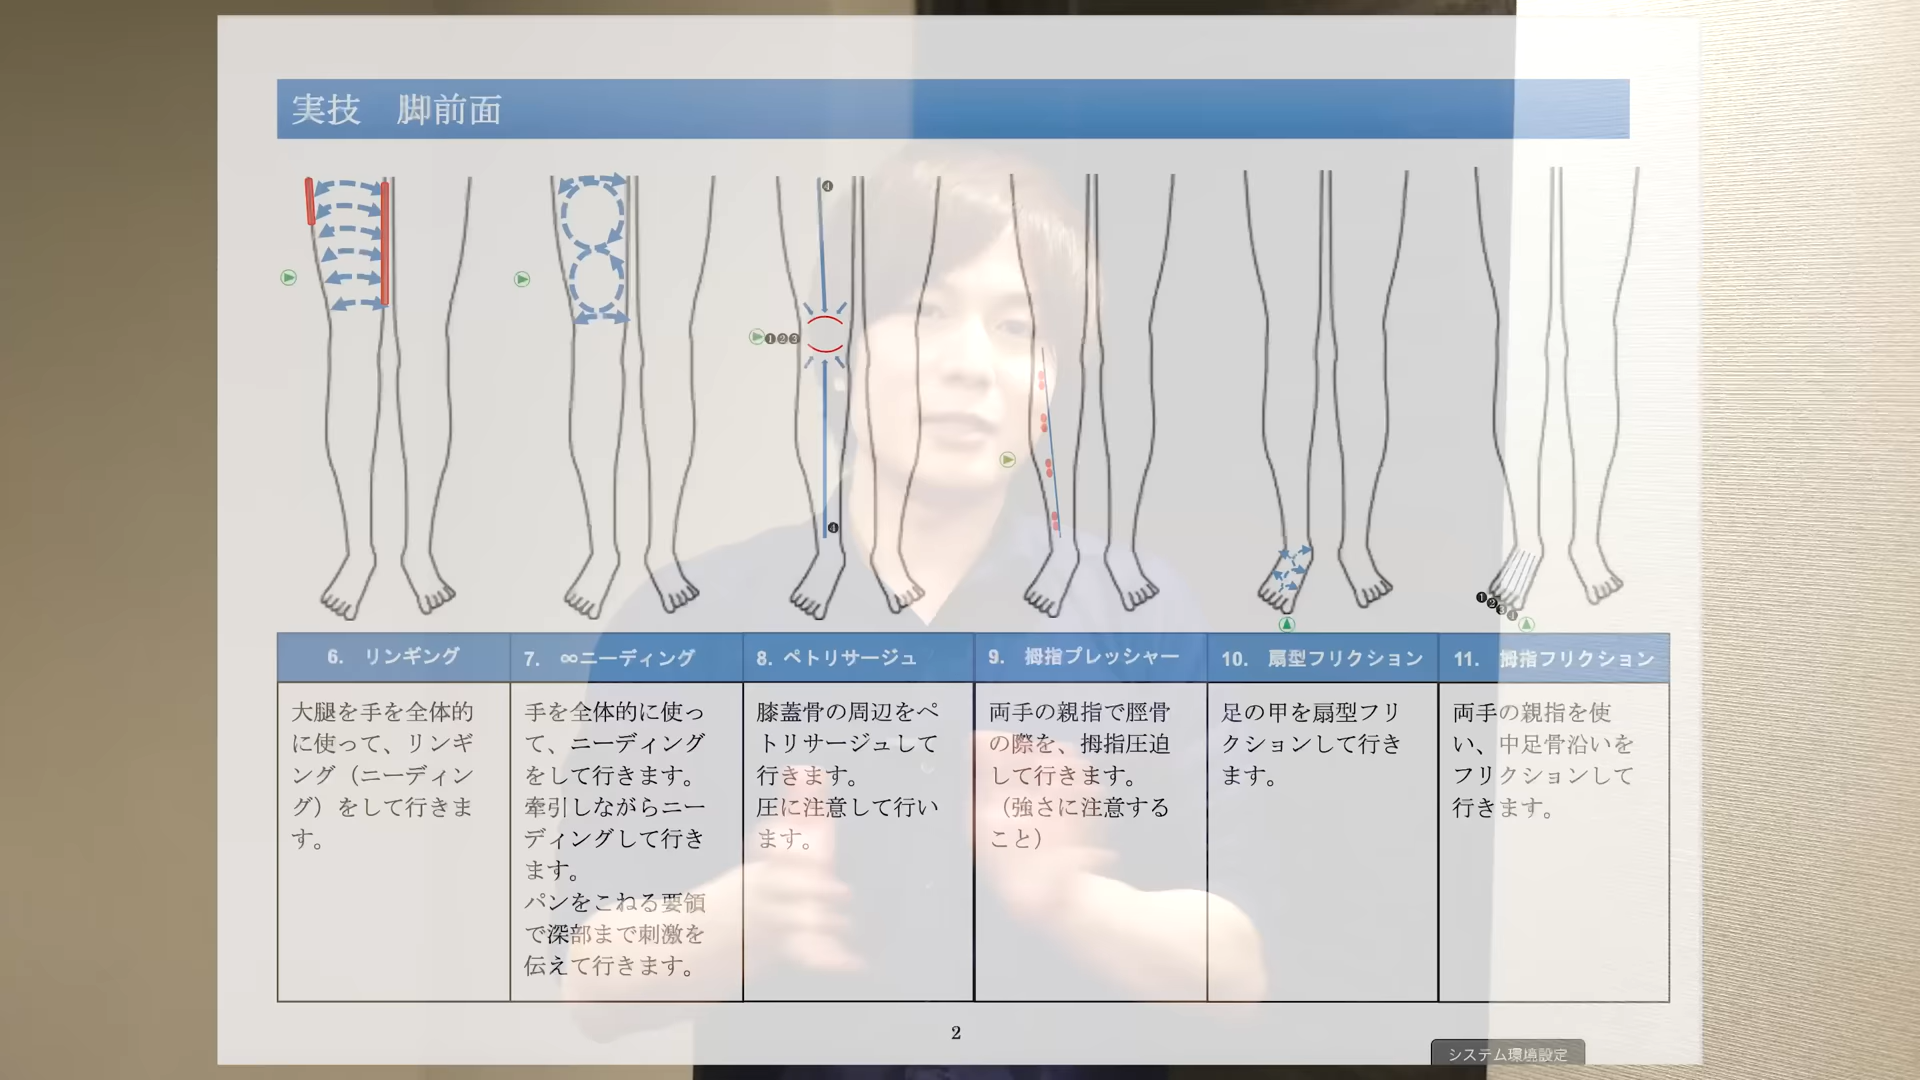 実技 脚前面
❹
❶❷❸
❹
❶❷❸❹
6. リンギング
大腿を手を全体的
に使って、リンギ
ング（ニーディン
グ）をして行きま
す。
7. ∞ニーディング
手を全体的に使っ
て、ニーディング
をして行きます。
牽引しながらニー
ディングして行き
ます。
パンをこねる要領
で深部まで刺激を
伝えて行きます。
8. ペトリサージュ
膝蓋骨の周辺をペ
トリサージュして
行きます。
圧に注意して行い
ます。
9. 拇指プレッシャー
両手の親指で脛骨
の際を、拇指圧迫
して行きます。
（強さに注意する
こと）
10. 扇型フリクション
足の甲を扇型フリ
クションして行き
ます。
11. 拇指フリクション
両手の親指を使
い、中足骨沿いを
フリクションして
行きます。
2
システム環境設定